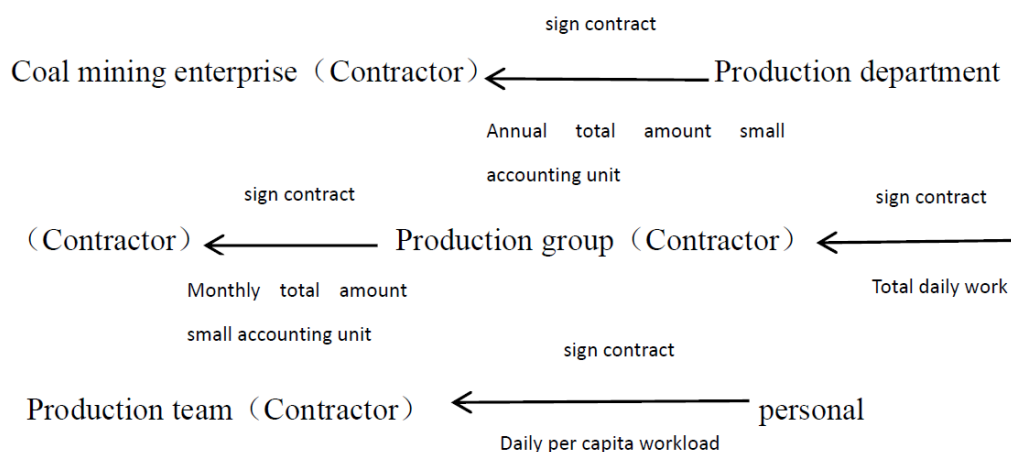 sign contract
Coal mining enterprise（Contractor） Production department
Annual total amount small
accounting unit
sign contract
sign contract
（Contractor） Production group（Contractor）
Monthly total amount
small accounting unit
Total daily work
sign contract
Production team（Contractor） personal
Daily per capita workload